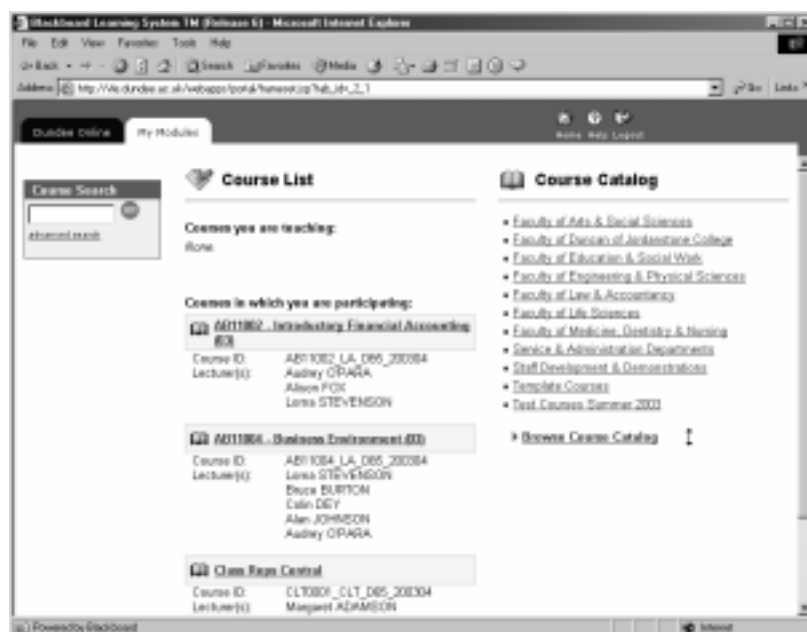 Blackboard Learning System TM (Release 6) - Microsoft Internet Explorer
File Edit View Favorites Tools Help
Back Search Favorites Media
Address Go Links
Dundee Online My Modules
Home Help Logout
Course Search
advanced search
Course List
Courses you are teaching:
None
Courses in which you are participating:
AB11002 - Introductory Financial Accounting
(03)
Course ID: AB11002_LA_D85_200304
Lecturer(s): Audrey O'PARA
Alison FOX
Lorna STEVENSON
AB11004 - Business Environment (03)
Course ID: AB11004_LA_D85_200304
Lecturer(s): Lorna STEVENSON
Bruce BURTON
Colin DEY
Alan JOHNSON
Audrey O'PARA
Class Reps Central
Course ID: CLT0001_CLT_D85_200304
Lecturer(s): Margaret ADAMSON
Course Catalog
Faculty of Arts & Social Sciences
Faculty of Duncan of Jordanstone College
Faculty of Education & Social Work
Faculty of Engineering & Physical Sciences
Faculty of Law & Accountancy
Faculty of Life Sciences
Faculty of Medicine, Dentistry & Nursing
Service & Administration Departments
Staff Development & Demonstrations
Template Courses
Test Courses Summer 2003
Browse Course Catalog
Powered by Blackboard
Internet